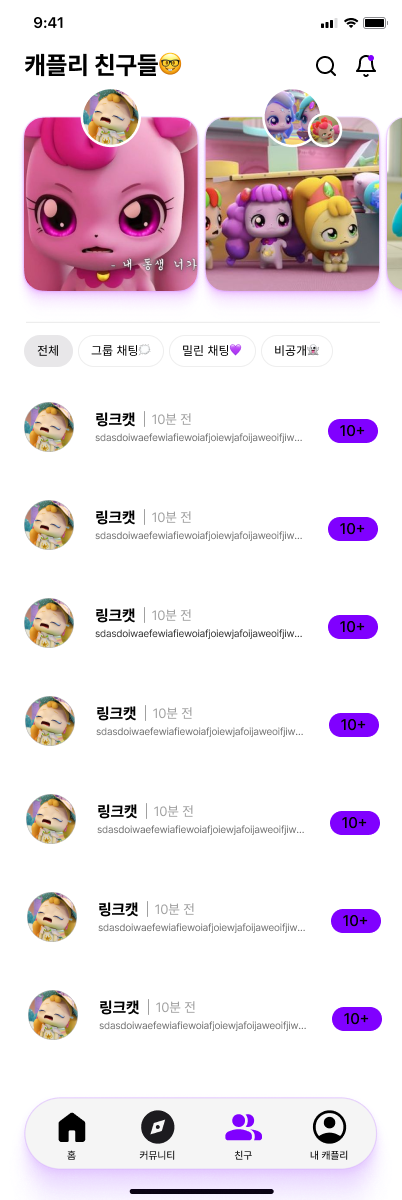 9:41
캐플리 친구들🤓
- 내 동생 너가
전체
그룹 채팅💭
밀린 채팅💜
비공개
링크캣 | 10분 전
sdasdoiwaefewiafiewoiafjoiewjafoijaweoifjiw...
10+
링크캣 | 10분 전
sdasdoiwaefewiafiewoiafjoiewjafoijaweoifjiw...
10+
링크캣 | 10분 전
sdasdoiwaefewiafiewoiafjoiewjafoijaweoifjiw...
10+
링크캣 | 10분 전
sdasdoiwaefewiafiewoiafjoiewjafoijaweoifjiw...
10+
링크캣 | 10분 전
sdasdoiwaefewiafiewoiafjoiewjafoijaweoifjiw...
10+
링크캣 | 10분 전
sdasdoiwaefewiafiewoiafjoiewjafoijaweoifjiw...
10+
링크캣 | 10분 전
sdasdoiwaefewiafiewoiafjoiewjafoijaweoifjiw...
10+
홈
커뮤니티
친구
내 캐플리